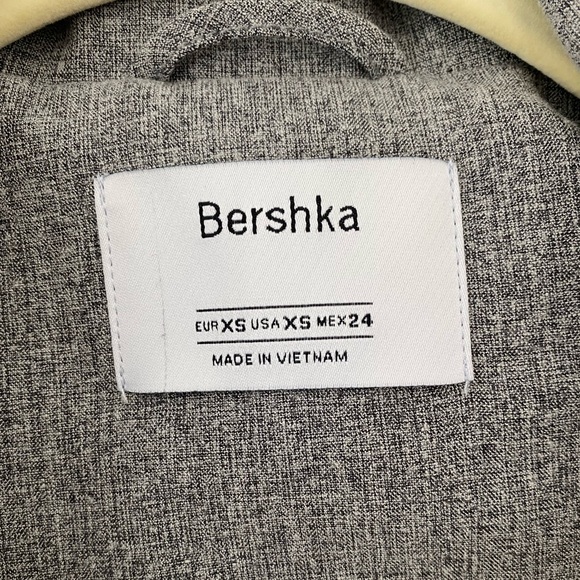 Bershka
EUR XS USA XS MEX 24
MADE IN VIETNAM